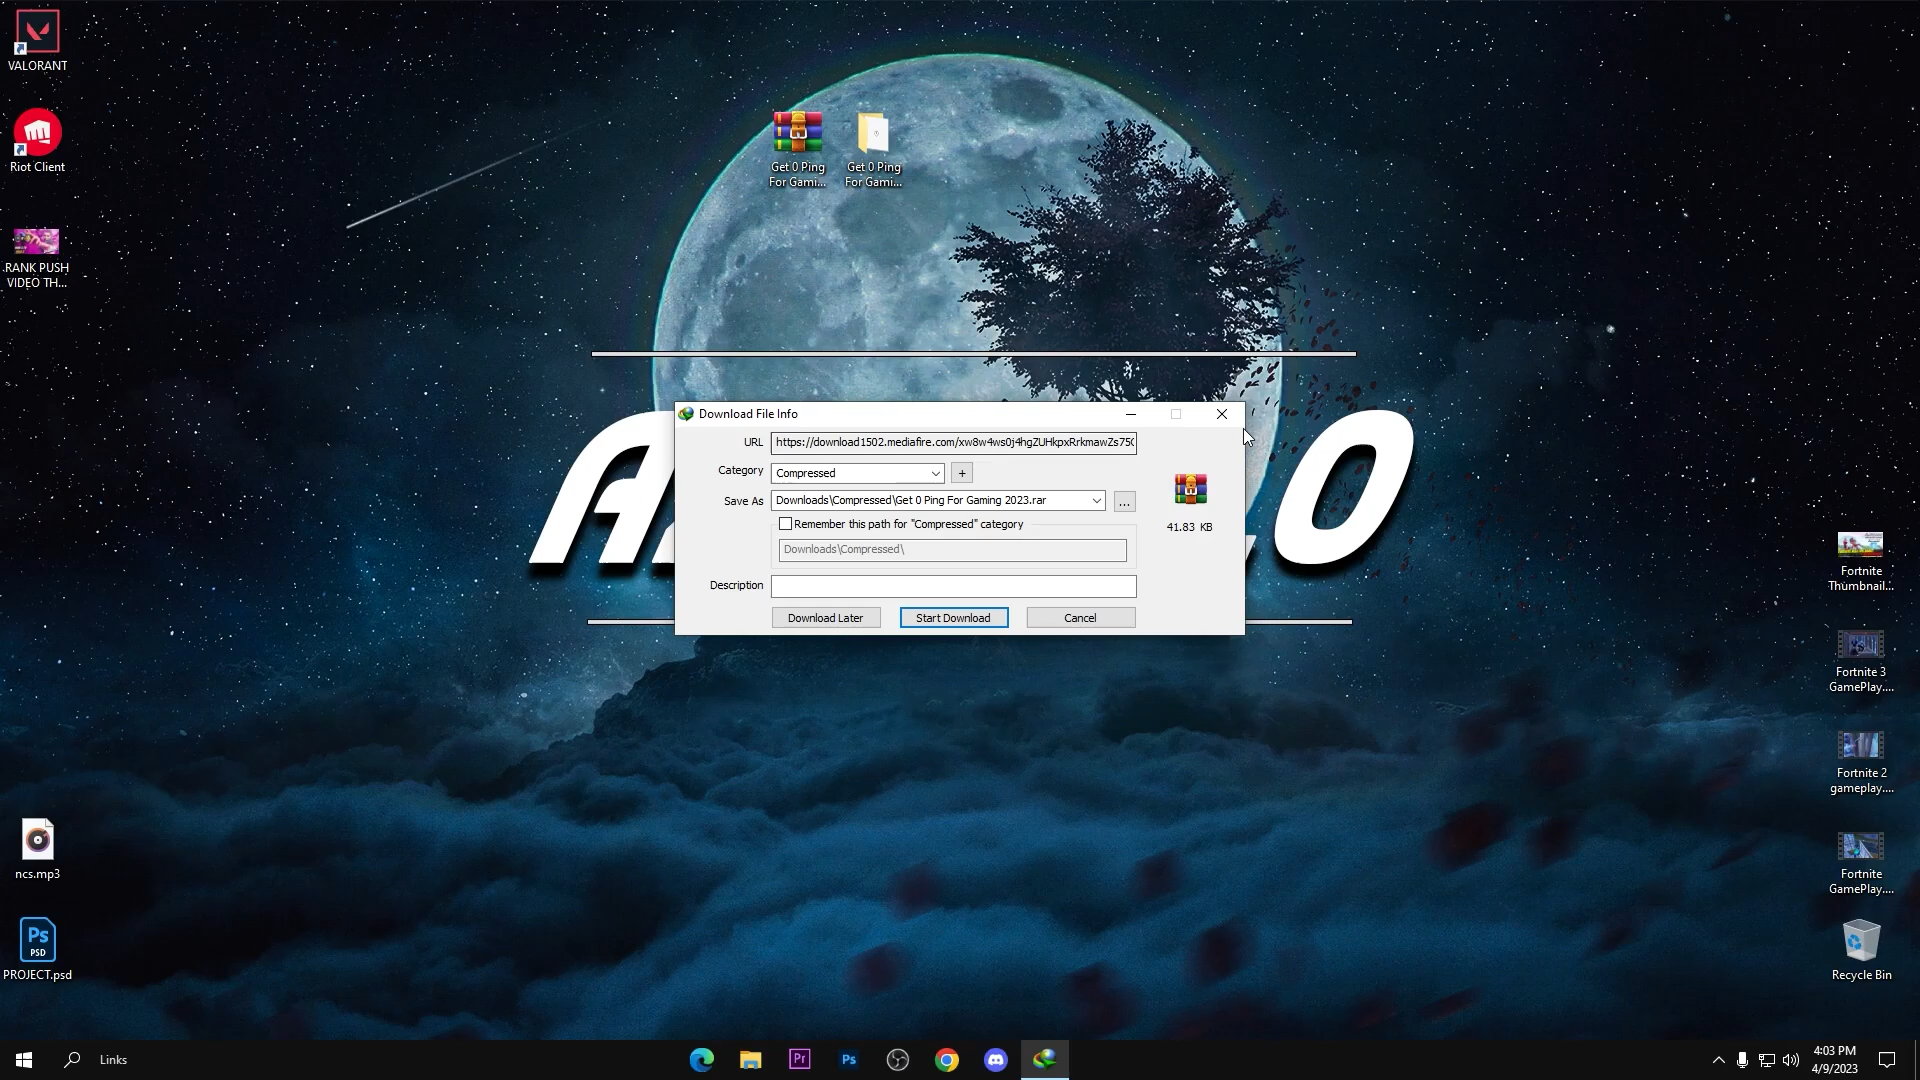 VALORANT
Riot Client
RANK PUSH
VIDEO TH...
Get 0 Ping
For Gami...
Get 0 Ping
For Gami...
Download File Info
URL
https://download1502.mediafire.com/xw8w4ws0j4hgZUHkpxRrkmawZs75
Category
Compressed
+
Save As
Downloads\Compressed\Get 0 Ping For Gaming 2023.rar
...
41.83 KB
Remember this path for "Compressed" category
Downloads\Compressed\
Description
Download Later
Start Download
Cancel
Fortnite
Thumbnail...
Fortnite 3
GamePlay....
Fortnite 2
gameplay....
Fortnite
GamePlay....
ncs.mp3
Ps
PSD
PROJECT.psd
Recycle Bin
Links
Pr
Ps
4:03 PM
4/9/2023